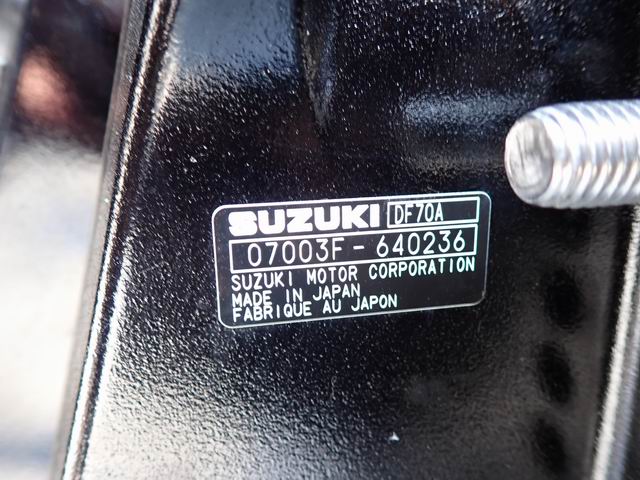 SUZUKI DF70A
07003F-640236
SUZUKI MOTOR CORPORATION
MADE IN JAPAN
FABRIQUE AU JAPON